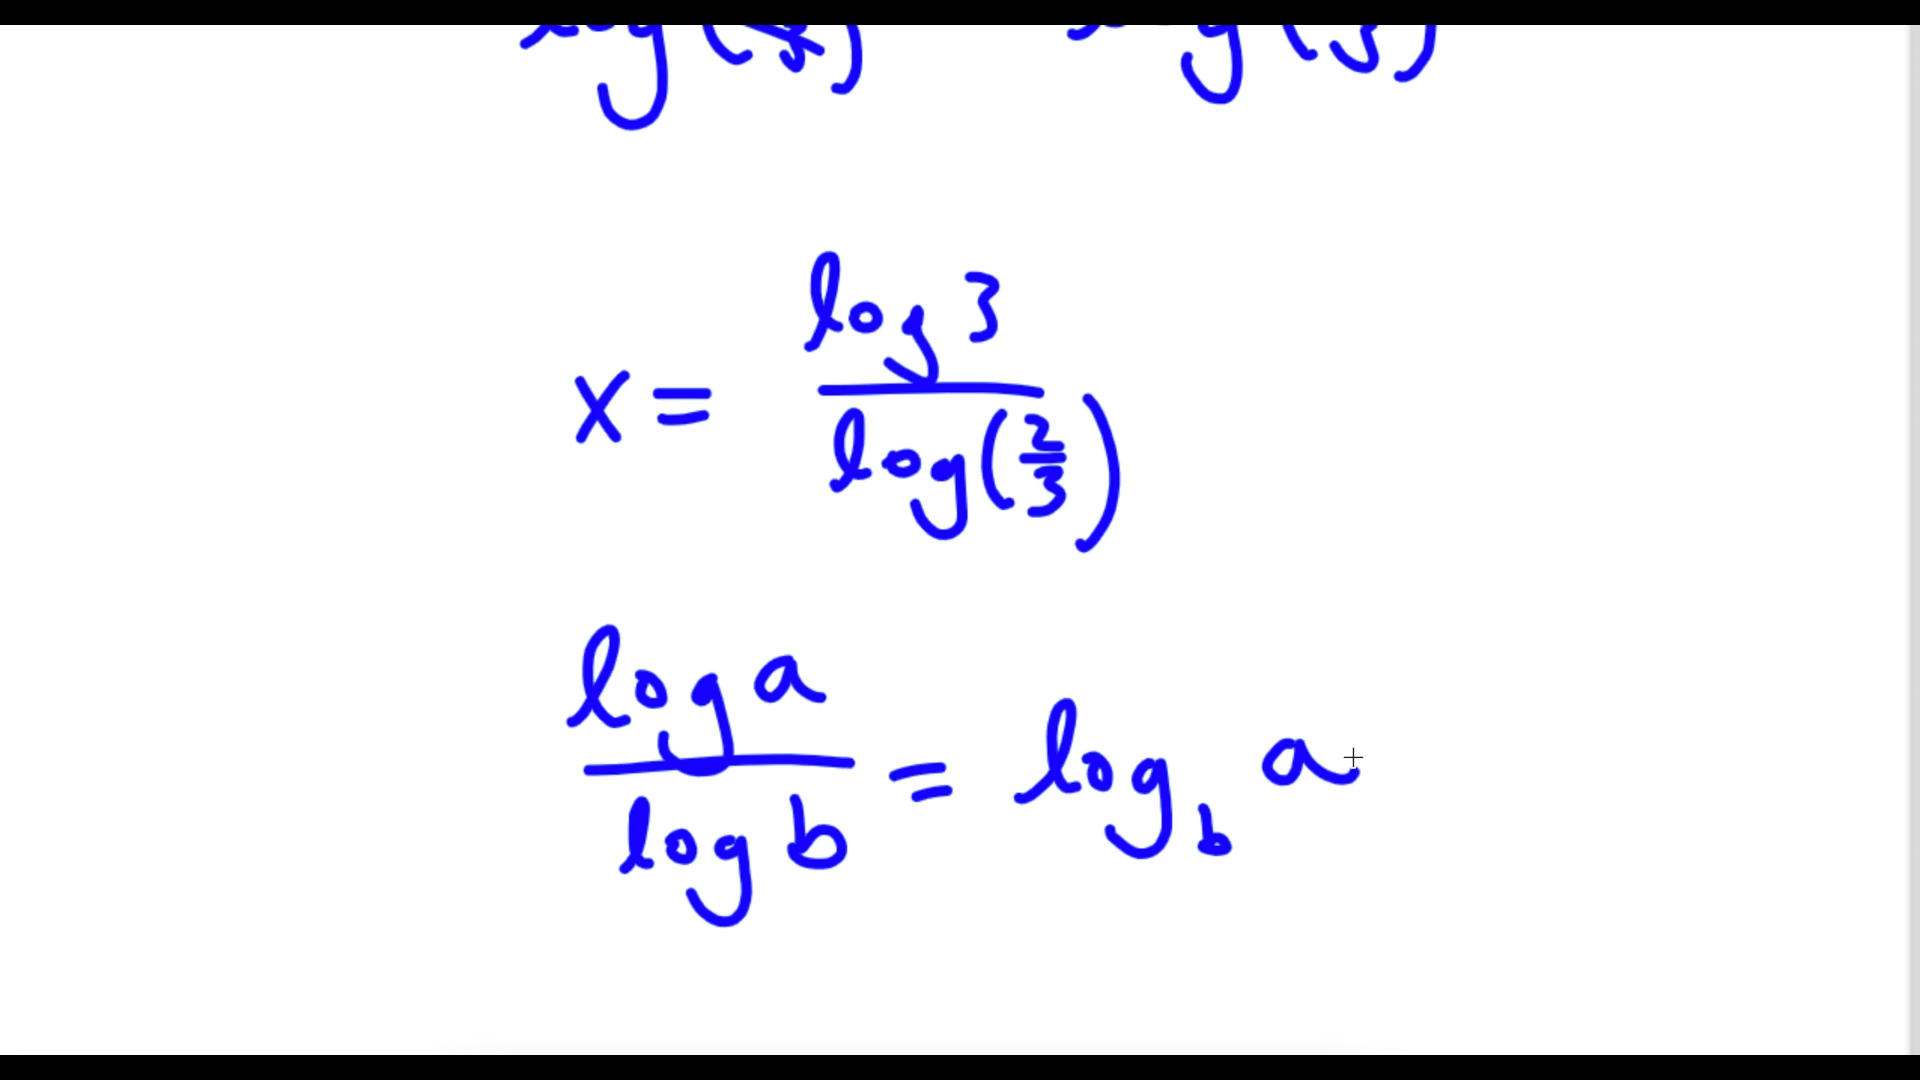 x = log 3 / log(2/3)
log a / log b = log_b a